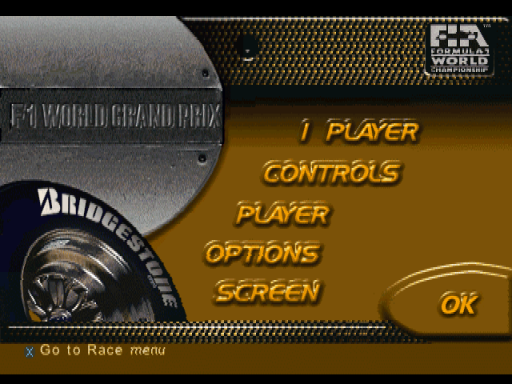 FIA™
FORMULA 1
WORLD
CHAMPIONSHIP
F1 WORLD GRAND PRIX
1 PLAYER
CONTROLS
BRIDGESTONE
PLAYER
OPTIONS
SCREEN
OK
X Go to Race menu